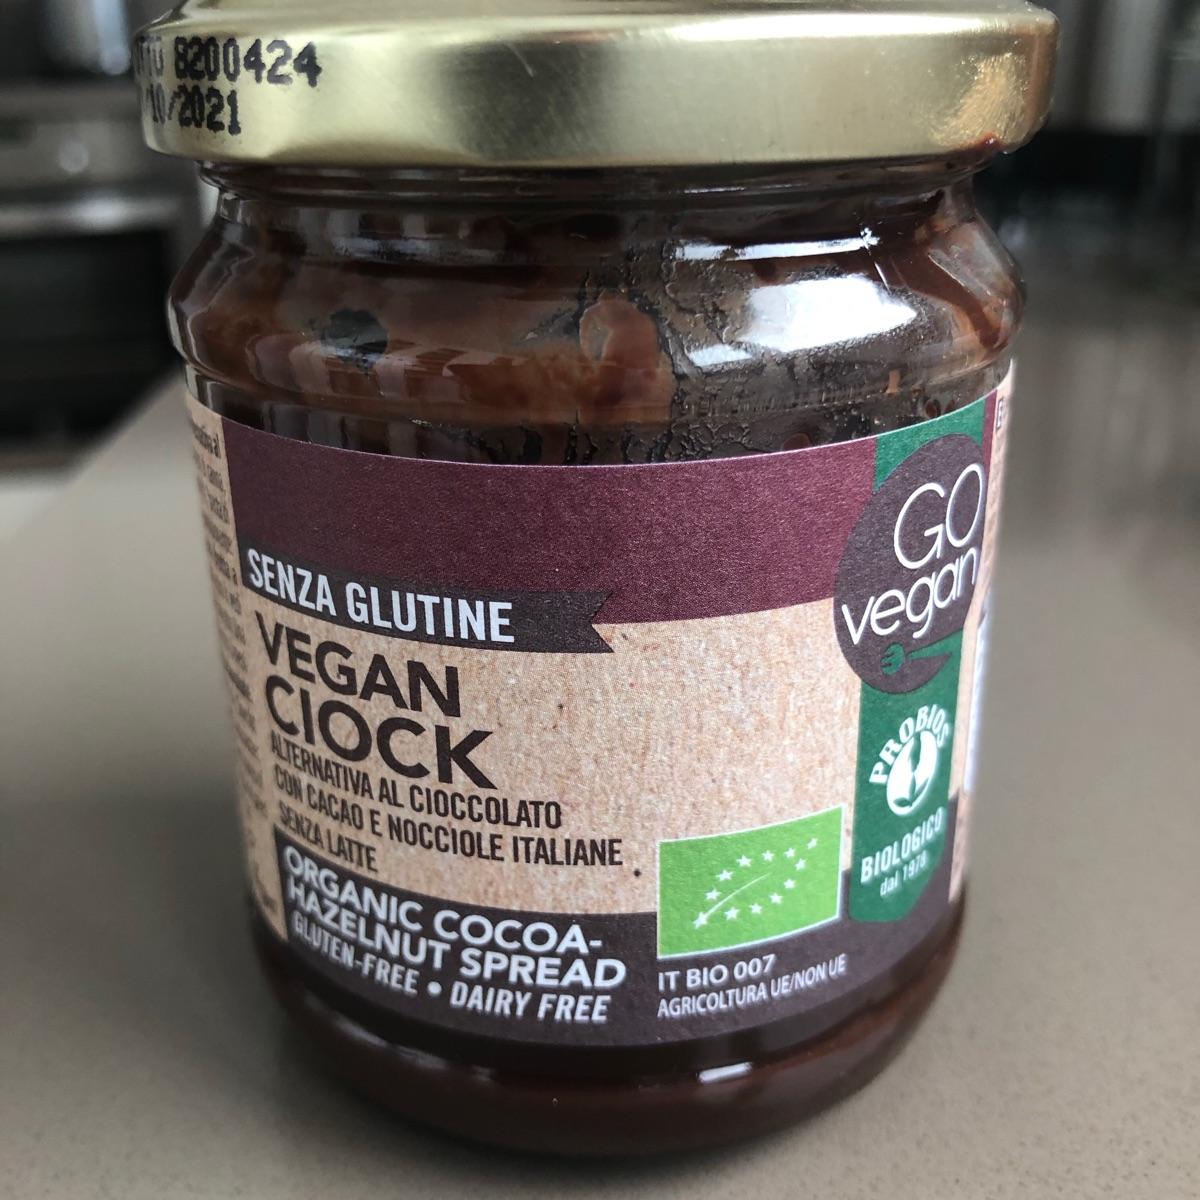 8200424
/10/2021
GO
vegan
SENZA GLUTINE
VEGAN
CIOCK
ALTERNATIVA AL CIOCCOLATO
CON CACAO E NOCCIOLE ITALIANE
SENZA LATTE
ORGANIC COCOA-
HAZELNUT SPREAD
GLUTEN-FREE • DAIRY FREE
PROBIOS
BIOLOGICO
dal 1978
IT BIO 007
AGRICOLTURA UE/NON UE